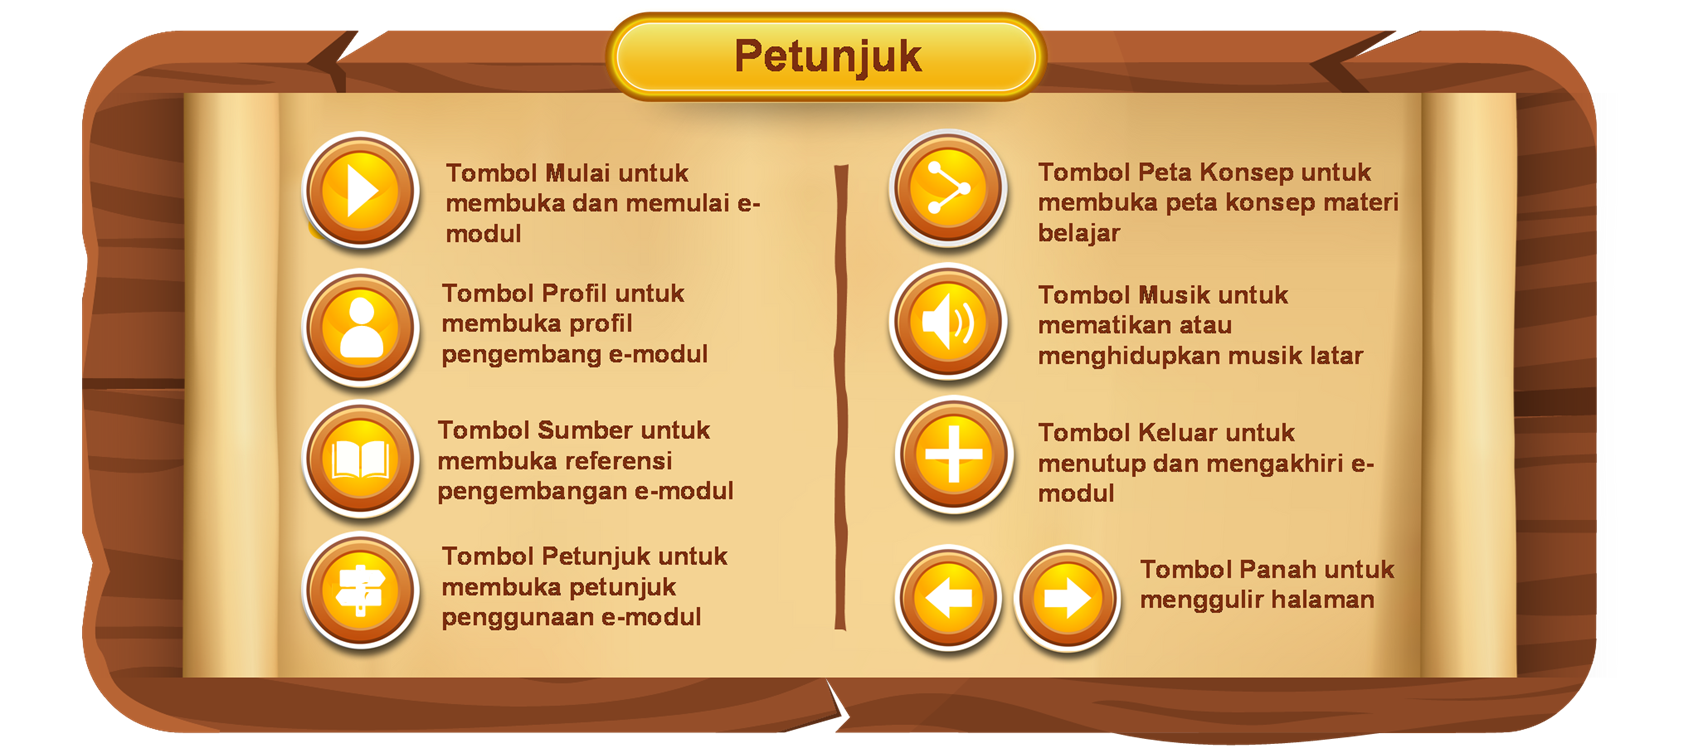 Petunjuk
Tombol Mulai untuk
membuka dan memulai e-
modul
Tombol Profil untuk
membuka profil
pengembang e-modul
Tombol Sumber untuk
membuka referensi
pengembangan e-modul
Tombol Petunjuk untuk
membuka petunjuk
penggunaan e-modul
Tombol Peta Konsep untuk
membuka peta konsep materi
belajar
Tombol Musik untuk
mematikan atau
menghidupkan musik latar
Tombol Keluar untuk
menutup dan mengakhiri e-
modul
Tombol Panah untuk
menggulir halaman